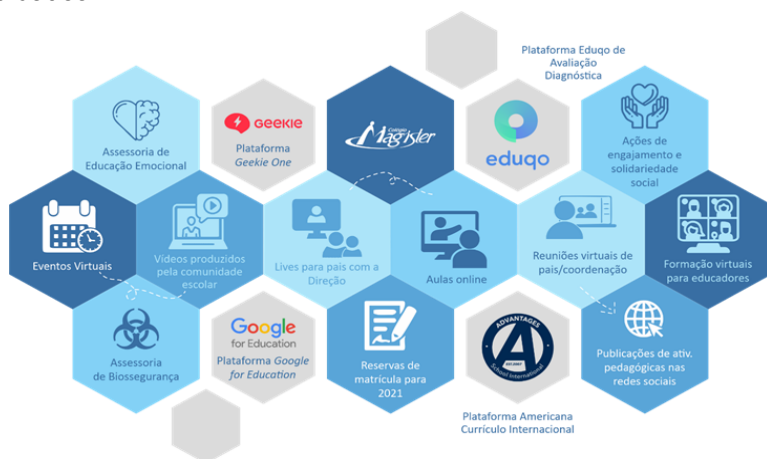 Plataforma Eduqo de
Avaliação
Diagnóstica
Assessoria de
Educação Emocional
GEEKIE
Plataforma
Geekie One
Colégio
Magister
eduqo
Ações de
engajamento e
solidariedade
social
Eventos Virtuais
Vídeos produzidos
pela comunidade
escolar
Lives para pais com a
Direção
Aulas online
Reuniões virtuais de
pais/coordenação
Formação virtuais
para educadores
Assessoria
de Biossegurança
Google
for Education
Plataforma Google
for Education
Reservas de
matrícula para
2021
ADVANTAGES
A
School International
Publicações de ativ.
pedagógicas nas
redes sociais
Plataforma Americana
Currículo Internacional